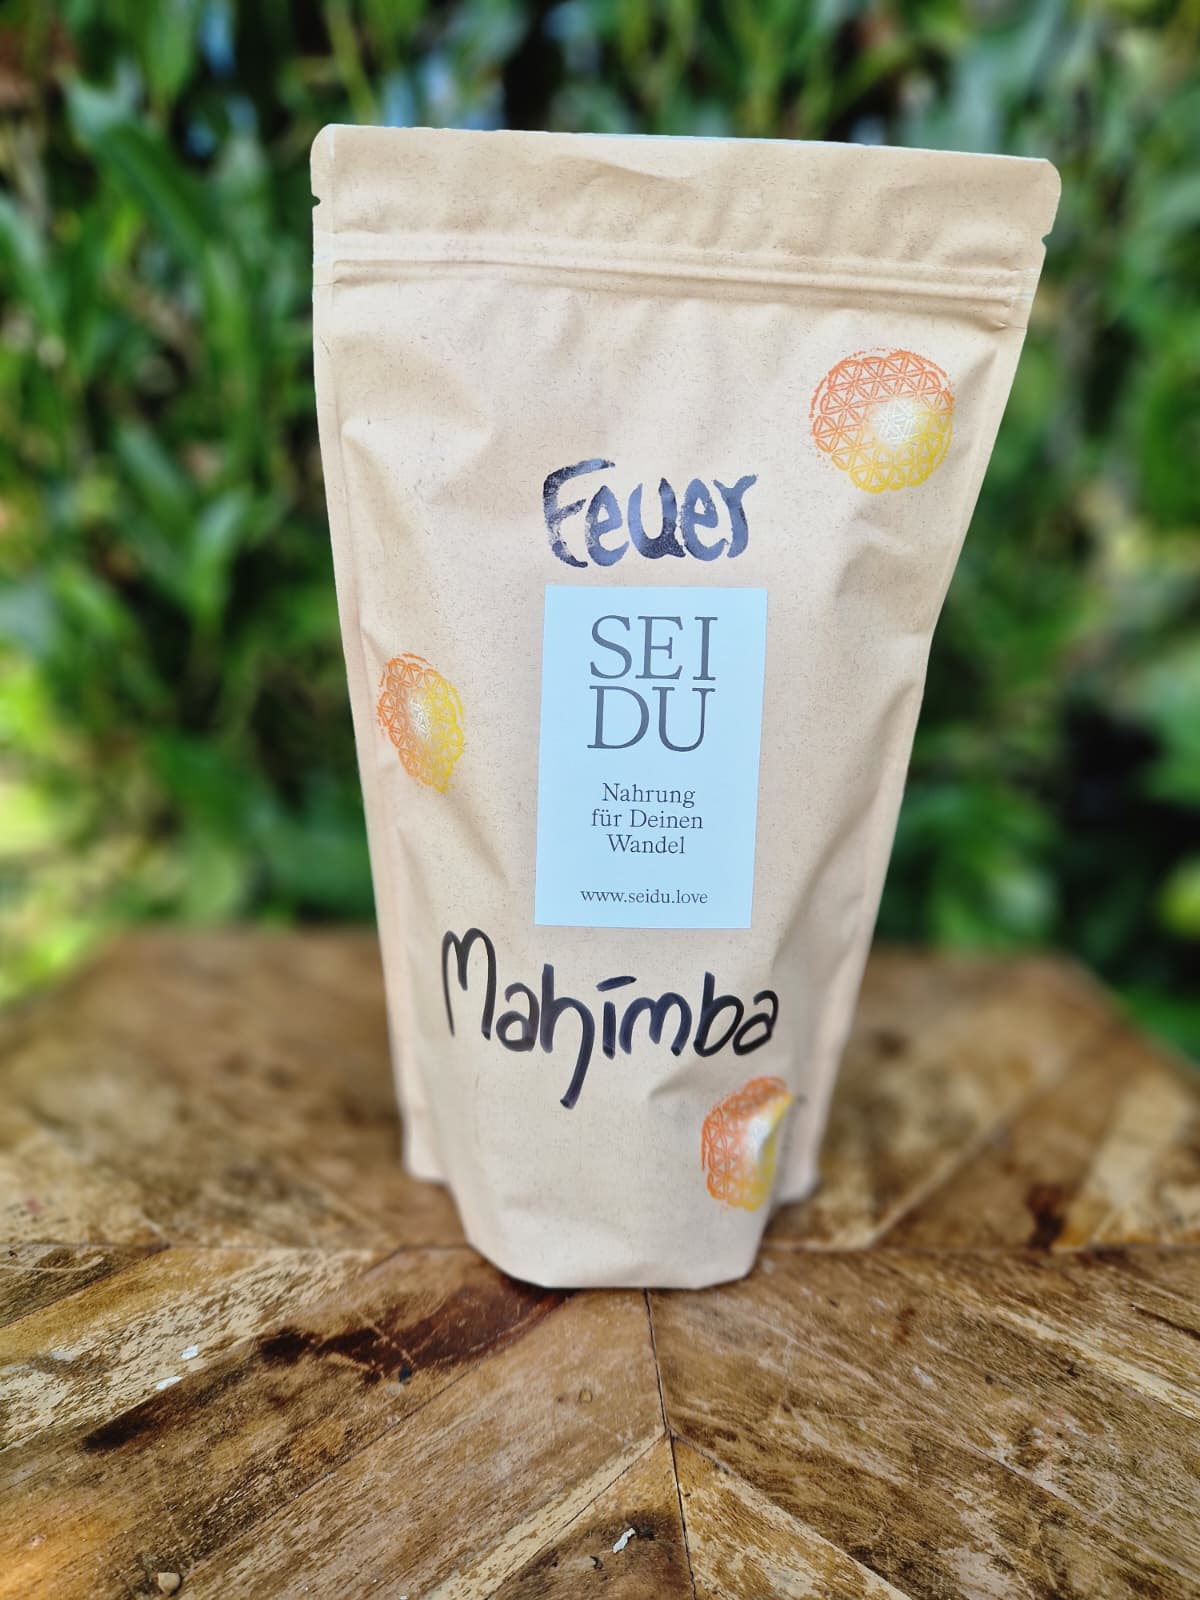 Feuer
SEI
DU
Nahrung
für Deinen
Wandel
www.seidu.love
Mahimba